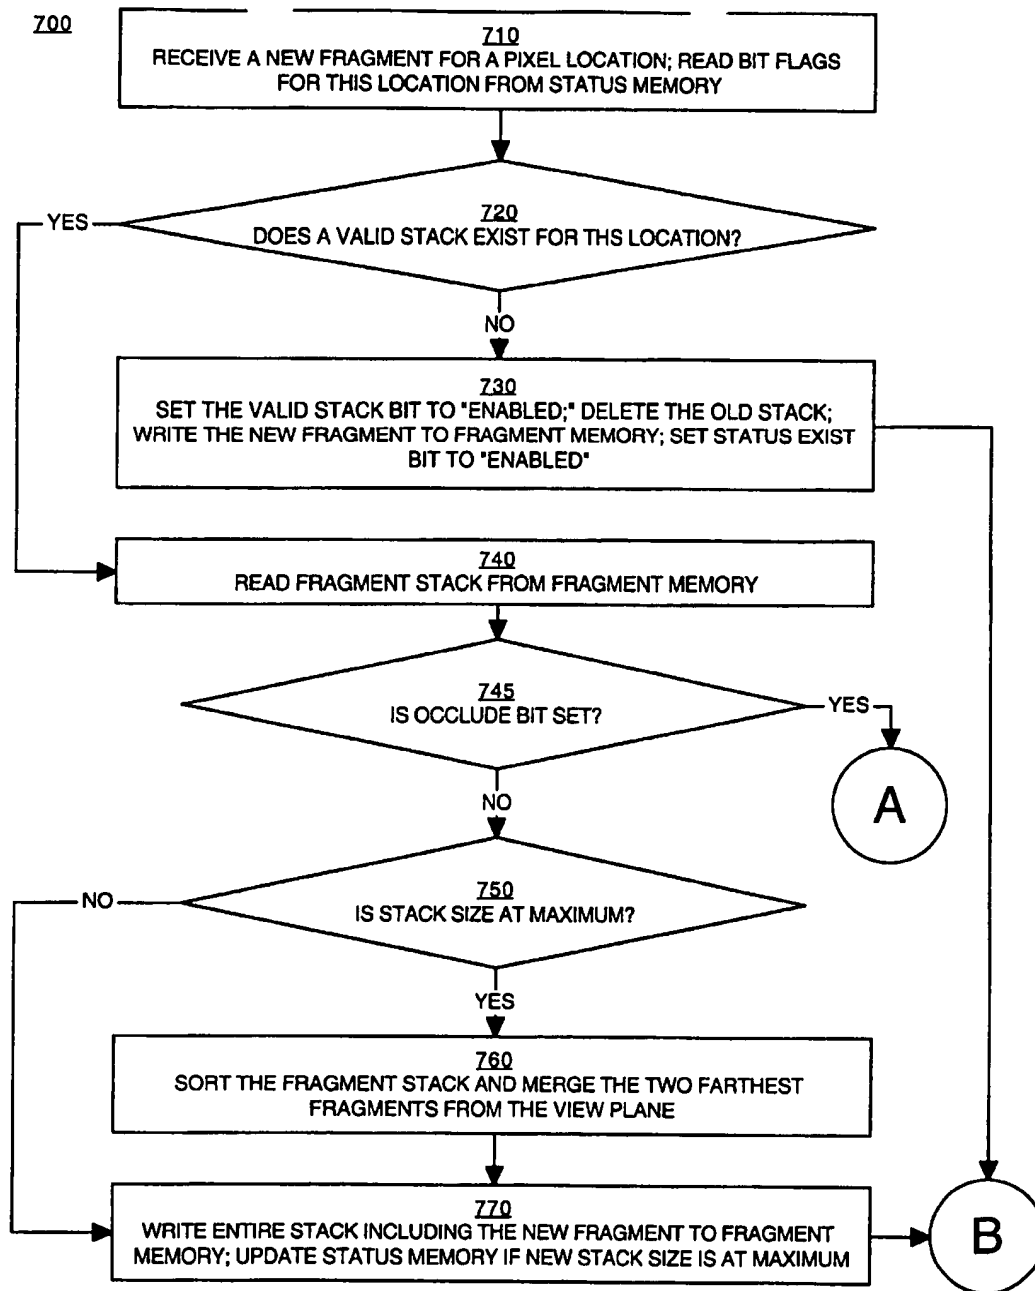 700
710
RECEIVE A NEW FRAGMENT FOR A PIXEL LOCATION; READ BIT FLAGS
FOR THIS LOCATION FROM STATUS MEMORY
YES
720
DOES A VALID STACK EXIST FOR THS LOCATION?
NO
730
SET THE VALID STACK BIT TO "ENABLED;" DELETE THE OLD STACK;
WRITE THE NEW FRAGMENT TO FRAGMENT MEMORY; SET STATUS EXIST
BIT TO "ENABLED"
740
READ FRAGMENT STACK FROM FRAGMENT MEMORY
745
IS OCCLUDE BIT SET?
YES
A
NO
750
IS STACK SIZE AT MAXIMUM?
NO
YES
760
SORT THE FRAGMENT STACK AND MERGE THE TWO FARTHEST
FRAGMENTS FROM THE VIEW PLANE
770
WRITE ENTIRE STACK INCLUDING THE NEW FRAGMENT TO FRAGMENT
MEMORY; UPDATE STATUS MEMORY IF NEW STACK SIZE IS AT MAXIMUM
B